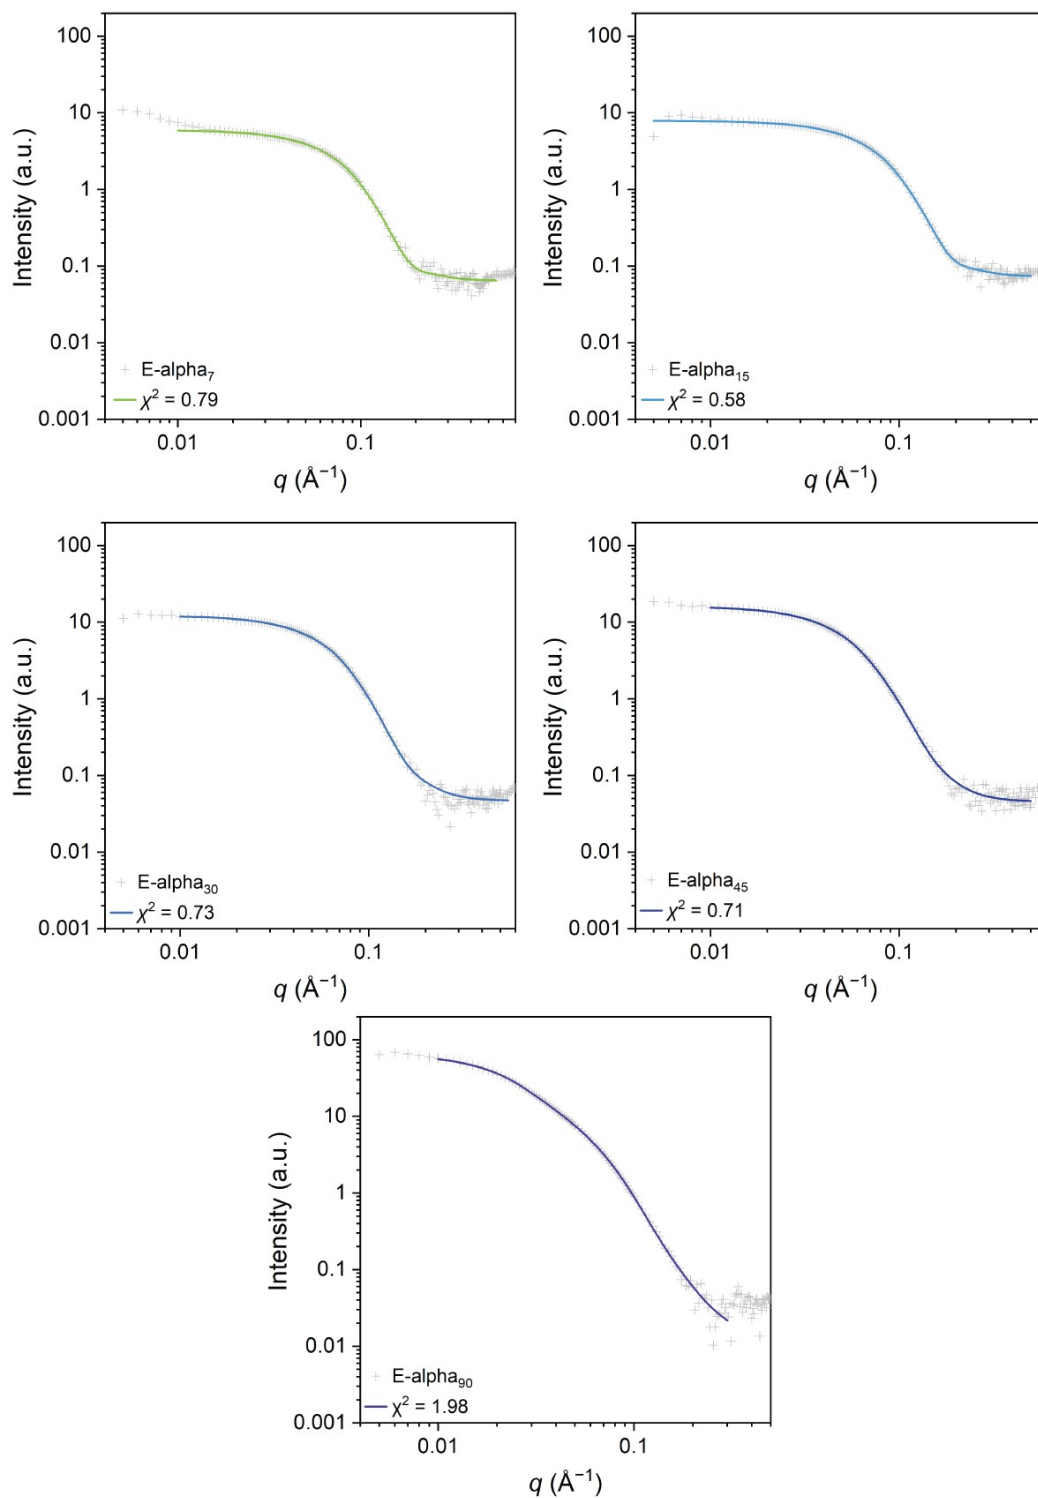 100
10
1
0.1
0.01
0.001
Intensity (a.u.)
E-alpha₇
χ² = 0.79
0.01 0.1
q (Å⁻¹)
100
10
1
0.1
0.01
0.001
Intensity (a.u.)
E-alpha₁₅
χ² = 0.58
0.01 0.1
q (Å⁻¹)
100
10
1
0.1
0.01
0.001
Intensity (a.u.)
E-alpha₃₀
χ² = 0.73
0.01 0.1
q (Å⁻¹)
100
10
1
0.1
0.01
0.001
Intensity (a.u.)
E-alpha₄₅
χ² = 0.71
0.01 0.1
q (Å⁻¹)
100
10
1
0.1
0.01
0.001
Intensity (a.u.)
E-alpha₉₀
χ² = 1.98
0.01 0.1
q (Å⁻¹)